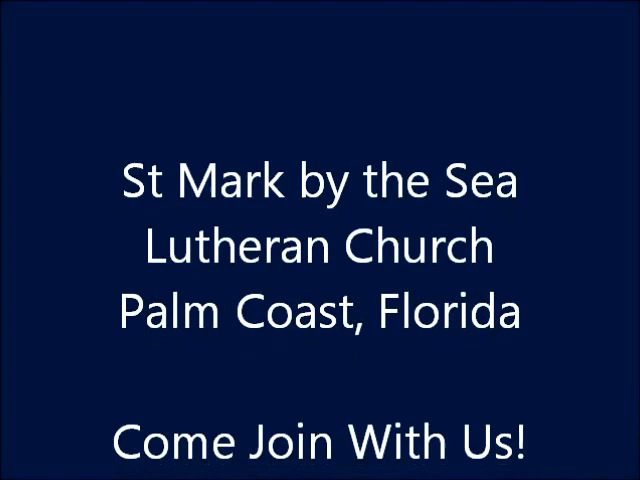 St Mark by the Sea
Lutheran Church
Palm Coast, Florida
Come Join With Us!